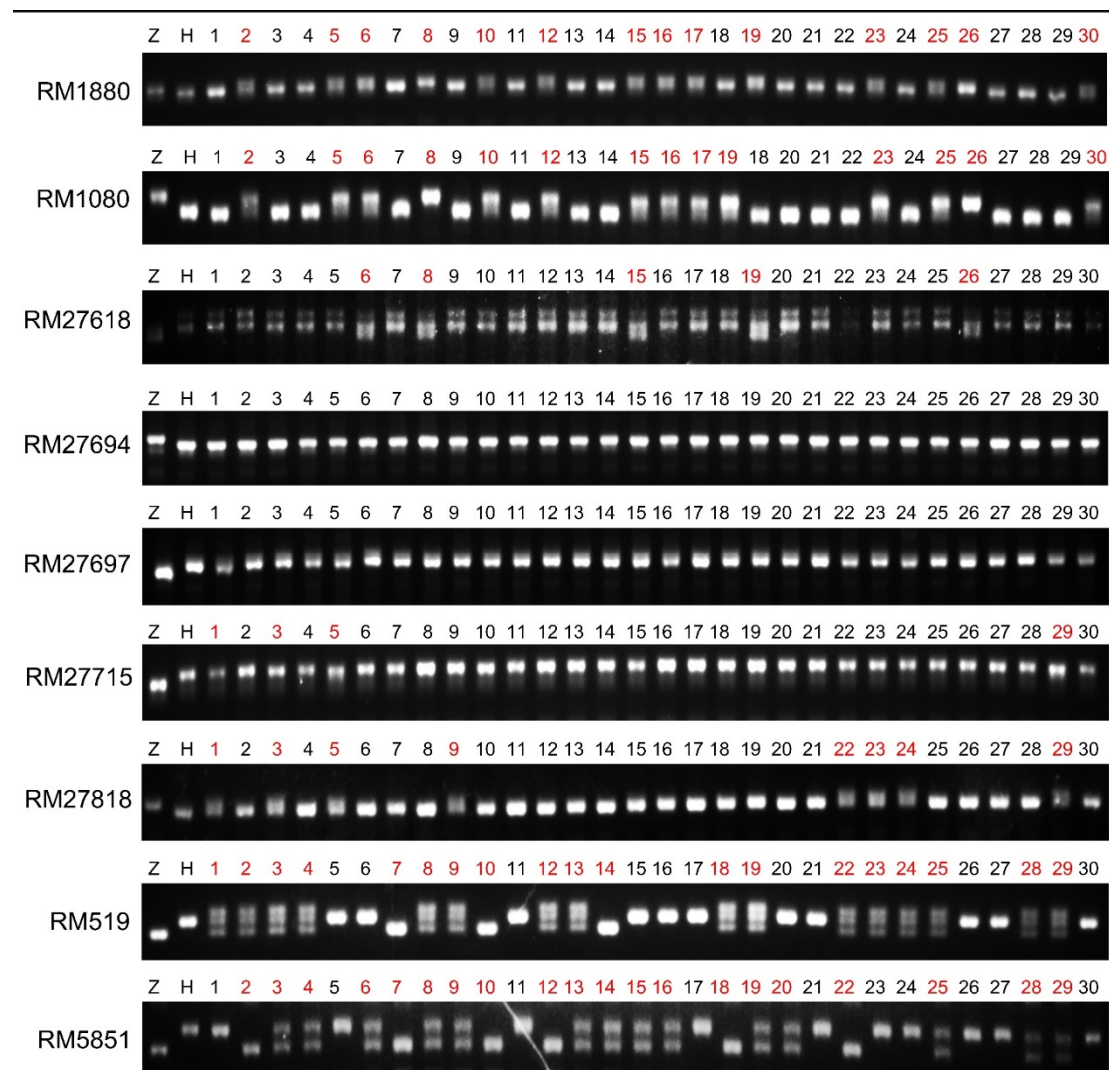 Z H 1 2 3 4 5 6 7 8 9 10 11 12 13 14 15 16 17 18 19 20 21 22 23 24 25 26 27 28 29 30
RM1880
Z H 1 2 3 4 5 6 7 8 9 10 11 12 13 14 15 16 17 19 18 20 21 22 23 24 25 26 27 28 29 30
RM1080
Z H 1 2 3 4 5 6 7 8 9 10 11 12 13 14 15 16 17 18 19 20 21 22 23 24 25 26 27 28 29 30
RM27618
Z H 1 2 3 4 5 6 7 8 9 10 11 12 13 14 15 16 17 18 19 20 21 22 23 24 25 26 27 28 29 30
RM27694
Z H 1 2 3 4 5 6 7 8 9 10 11 12 13 14 15 16 17 18 19 20 21 22 23 24 25 26 27 28 29 30
RM27697
Z H 1 2 3 4 5 6 7 8 9 10 11 12 13 14 15 16 17 18 19 20 21 22 23 24 25 26 27 28 29 30
RM27715
Z H 1 2 3 4 5 6 7 8 9 10 11 12 13 14 15 16 17 18 19 20 21 22 23 24 25 26 27 28 29 30
RM27818
Z H 1 2 3 4 5 6 7 8 9 10 11 12 13 14 15 16 17 18 19 20 21 22 23 24 25 26 27 28 29 30
RM519
Z H 1 2 3 4 5 6 7 8 9 10 11 12 13 14 15 16 17 18 19 20 21 22 23 24 25 26 27 28 29 30
RM5851